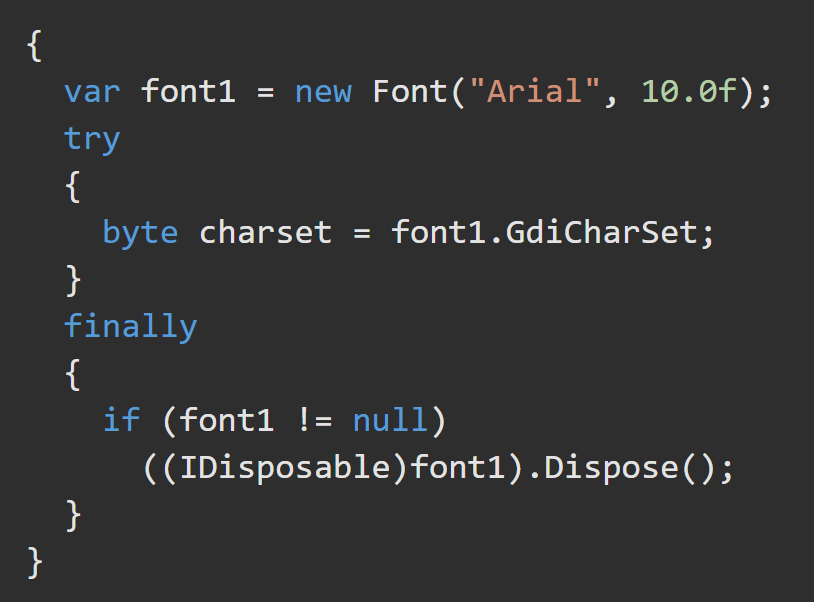 {
  var font1 = new Font("Arial", 10.0f);
  try
  {
    byte charset = font1.GdiCharSet;
  }
  finally
  {
    if (font1 != null)
      ((IDisposable)font1).Dispose();
  }
}